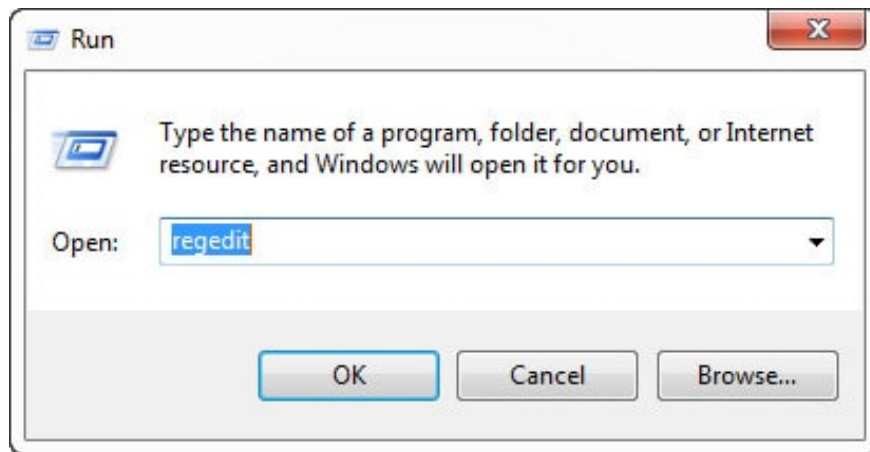 Run
Type the name of a program, folder, document, or Internet
resource, and Windows will open it for you.
Open: regedit
OK Cancel Browse...